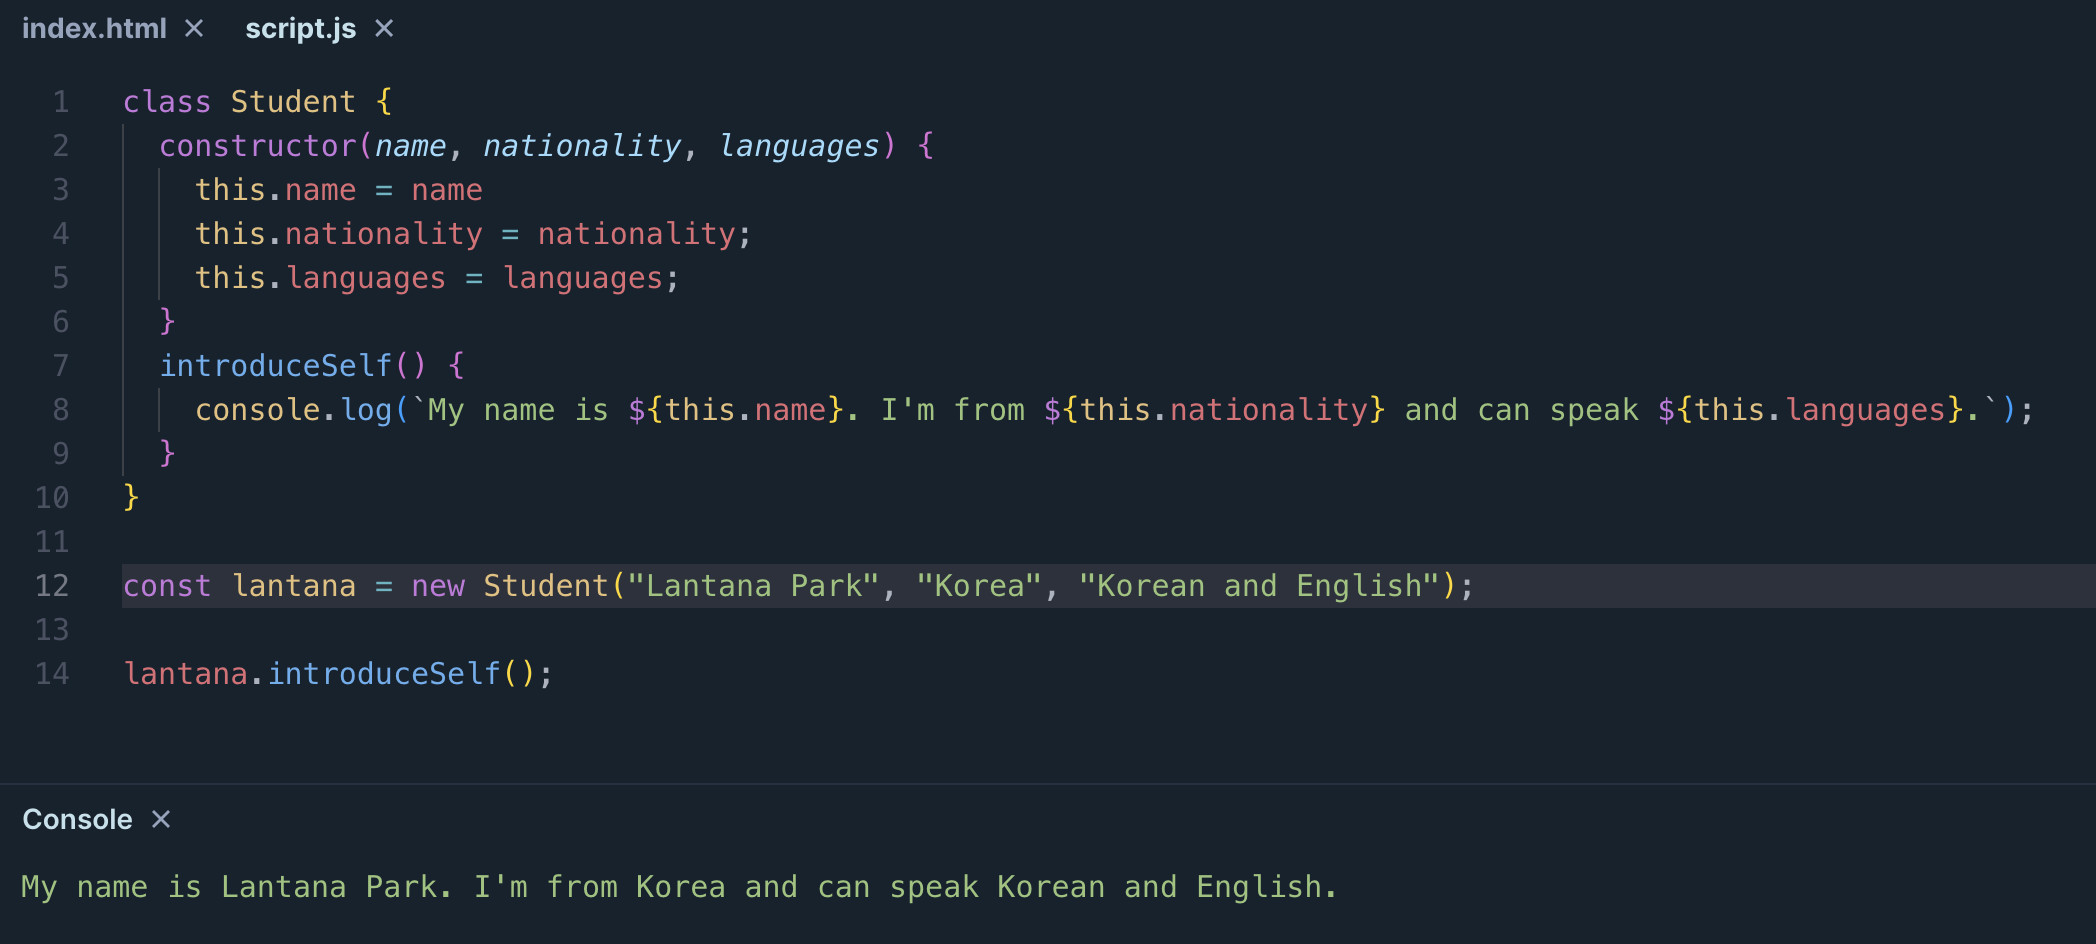 index.html ✕ script.js ✕
1 class Student {
2 constructor(name, nationality, languages) {
3 this.name = name
4 this.nationality = nationality;
5 this.languages = languages;
6 }
7 introduceSelf() {
8 console.log(`My name is ${this.name}. I'm from ${this.nationality} and can speak ${this.languages}.`);
9 }
10 }
11
12 const lantana = new Student("Lantana Park", "Korea", "Korean and English");
13
14 lantana.introduceSelf();
Console ✕
My name is Lantana Park. I'm from Korea and can speak Korean and English.